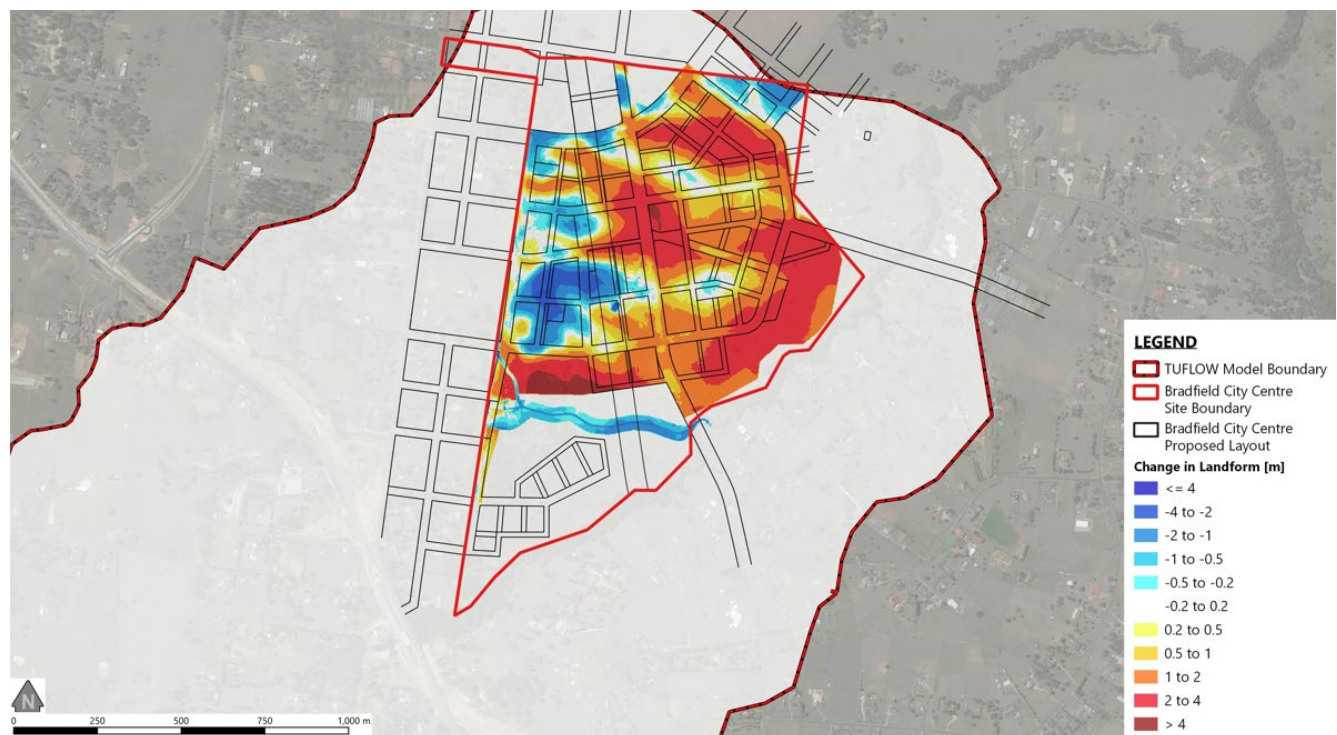 LEGEND
TUFLOW Model Boundary
Bradfield City Centre
Site Boundary
Bradfield City Centre
Proposed Layout
Change in Landform [m]
<= 4
-4 to -2
-2 to -1
-1 to -0.5
-0.5 to -0.2
-0.2 to 0.2
0.2 to 0.5
0.5 to 1
1 to 2
2 to 4
> 4
N
0 250 500 750 1,000 m